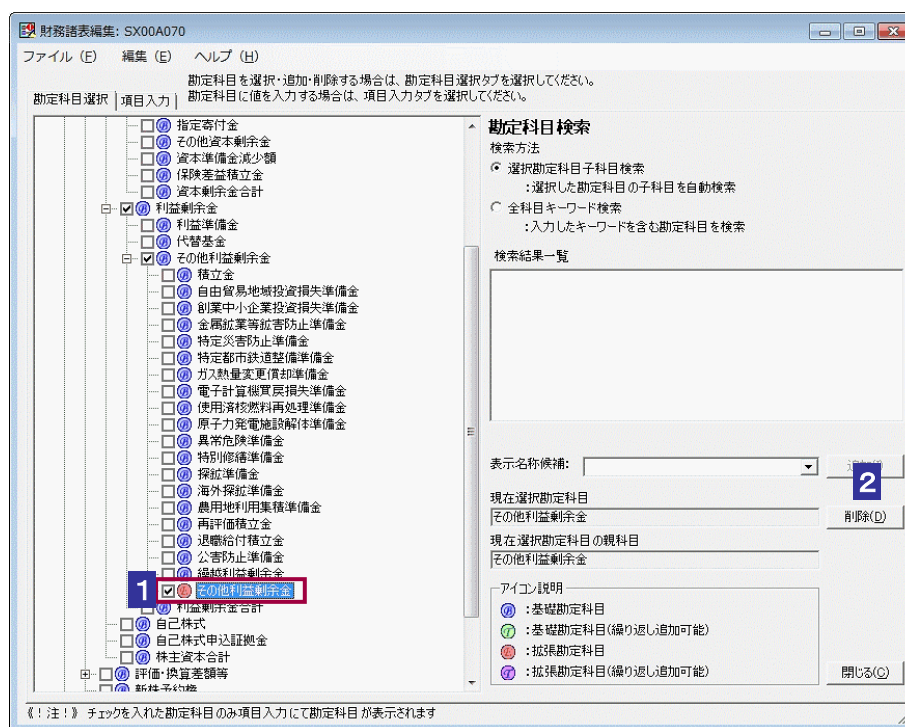 財務諸表編集: SX00A070
ファイル (F) 編集 (E) ヘルプ (H)
勘定科目を選択・追加・削除する場合は、勘定科目選択タブを選択してください。
勘定科目に値を入力する場合は、項目入力タブを選択してください。
勘定科目選択 項目入力
指定寄付金
その他資本剰余金
資本準備金減少額
保険差益積立金
資本剰余金合計
利益剰余金
利益準備金
代替基金
その他利益剰余金
積立金
自由貿易地域投資損失準備金
創業中小企業投資損失準備金
金属鉱業等鉱害防止準備金
特定災害防止準備金
特定都市鉄道整備準備金
ガス熱量変更償却準備金
電子計算機買戻損失準備金
使用済核燃料再処理準備金
原子力発電施設解体準備金
異常危険準備金
特別修繕準備金
探鉱準備金
海外探鉱準備金
農用地利用集積準備金
再評価積立金
退職給付積立金
公害防止準備金
繰越利益剰余金
1 その他利益剰余金
利益剰余金合計
自己株式
自己株式申込証拠金
株主資本合計
評価・換算差額等
新株予約権
勘定科目検索
検索方法
選択勘定科目子科目検索
:選択した勘定科目の子科目を自動検索
全科目キーワード検索
:入力したキーワードを含む勘定科目を検索
検索結果一覧
表示名称候補:
2
現在選択勘定科目
その他利益剰余金 削除(D)
現在選択勘定科目の親科目
その他利益剰余金
アイコン説明
:基礎勘定科目
:基礎勘定科目(繰り返し追加可能)
:拡張勘定科目
:拡張勘定科目(繰り返し追加可能) 閉じる(C)
《!注!》 チェックを入れた勘定科目のみ項目入力にて勘定科目が表示されます